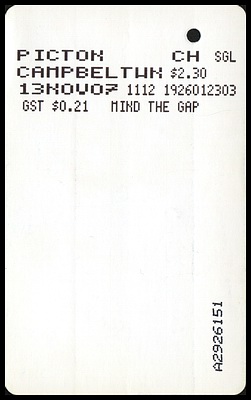 PICTON CH SGL
CAMPBELTWN $2.30
13NOV07 1112 1926012303
GST $0.21 MIND THE GAP
A2926151